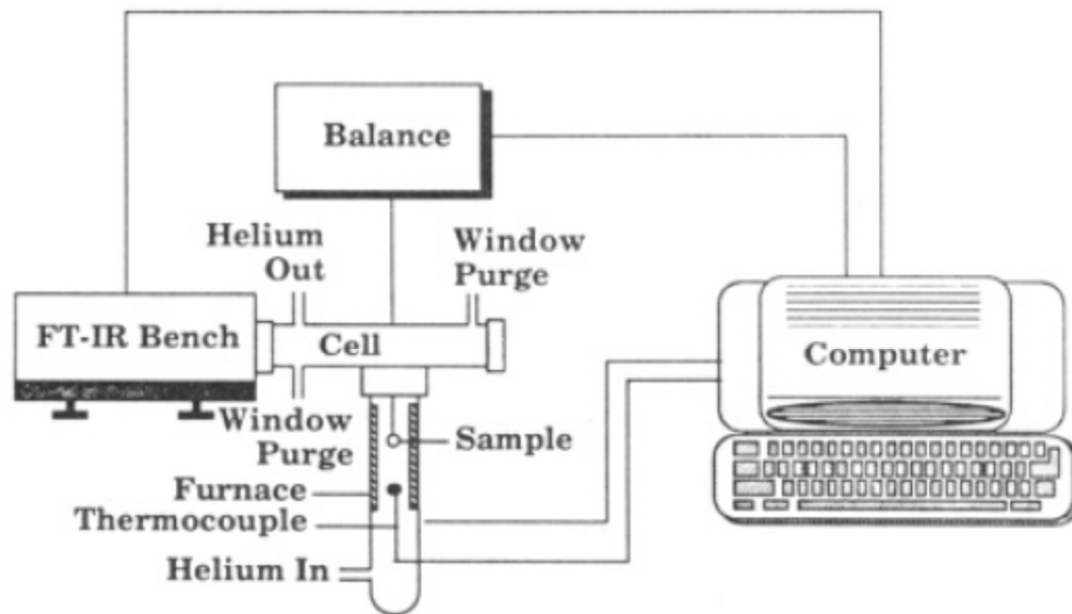 Balance
Helium
Out
Window
Purge
FT-IR Bench
Cell
Computer
Window
Purge
Sample
Furnace
Thermocouple
Helium In